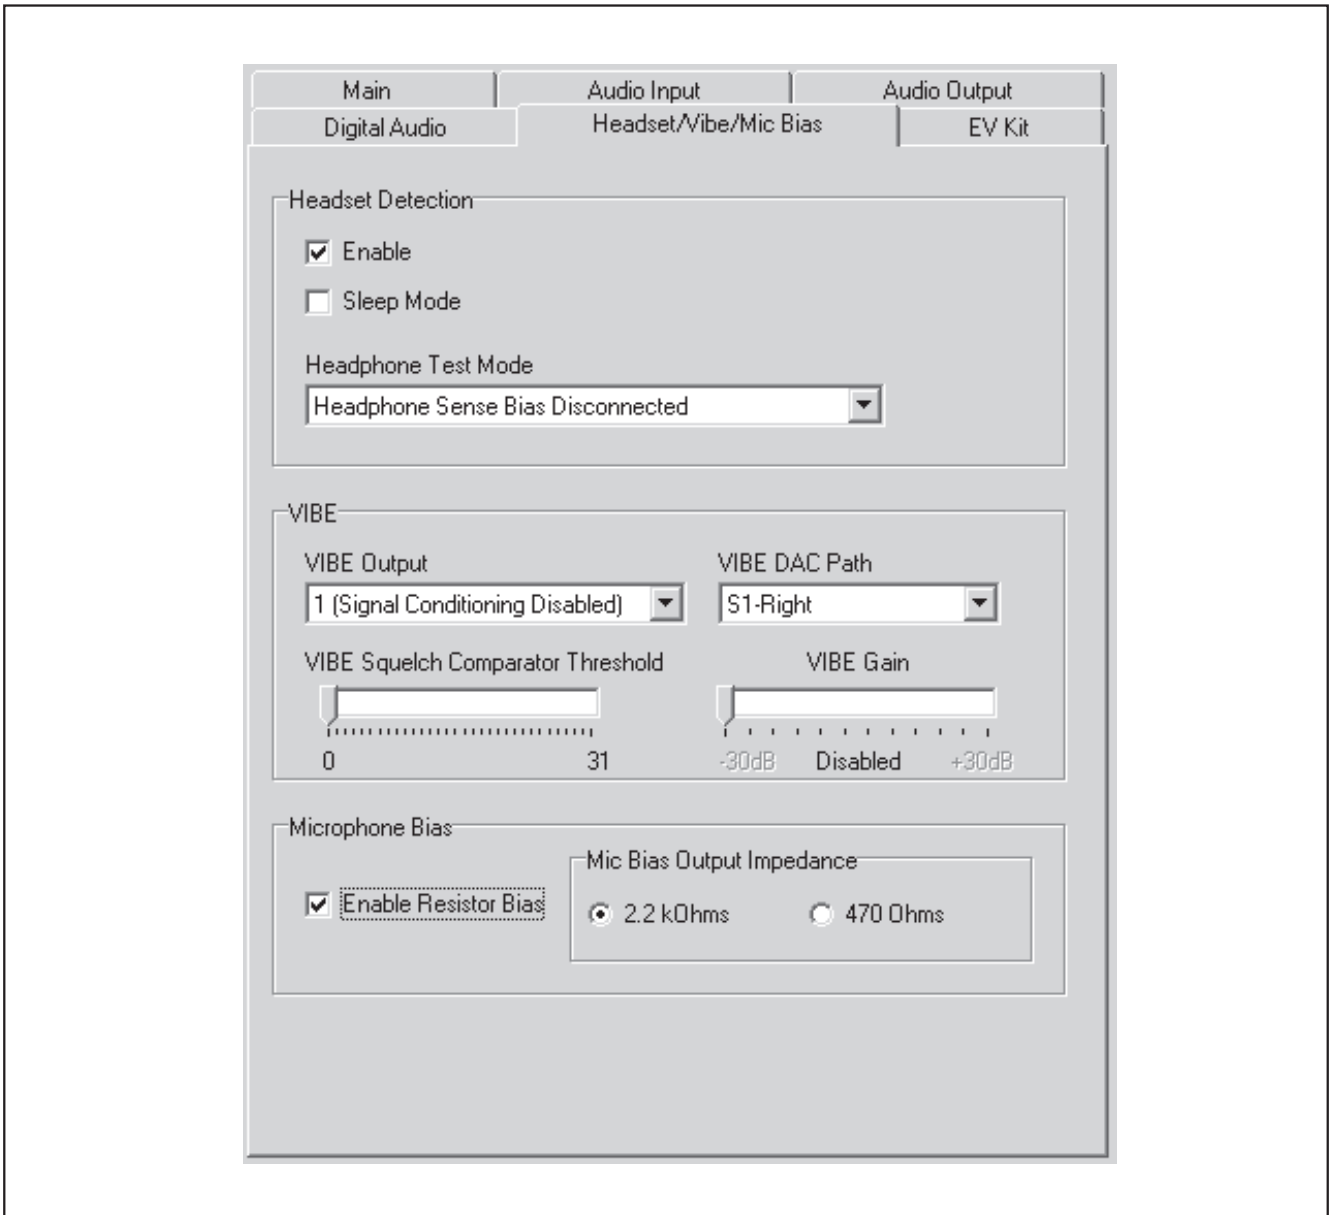 Main Audio Input Audio Output
Digital Audio Headset/Vibe/Mic Bias EV Kit
Headset Detection
Enable
Sleep Mode
Headphone Test Mode
Headphone Sense Bias Disconnected
VIBE
VIBE Output VIBE DAC Path
1 (Signal Conditioning Disabled) S1-Right
VIBE Squelch Comparator Threshold VIBE Gain
0 31 -30dB Disabled +30dB
Microphone Bias
Mic Bias Output Impedance
Enable Resistor Bias 2.2 kOhms 470 Ohms